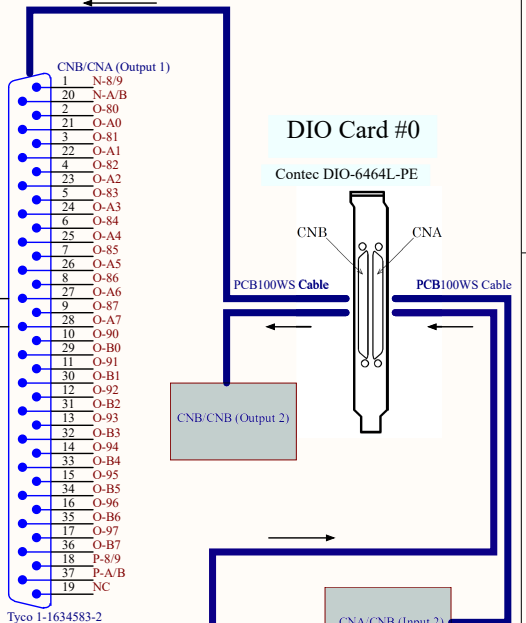 CNB/CNA (Output 1)
1 N-8/9
20 N-A/B
2 O-80
21 O-A0
3 O-81
22 O-A1
4 O-82
23 O-A2
5 O-83
24 O-A3
6 O-84
25 O-A4
7 O-85
26 O-A5
8 O-86
27 O-A6
9 O-87
28 O-A7
10 O-90
29 O-B0
11 O-91
30 O-B1
12 O-92
31 O-B2
13 O-93
32 O-B3
14 O-94
33 O-B4
15 O-95
34 O-B5
16 O-96
35 O-B6
17 O-97
36 O-B7
18 P-8/9
37 P-A/B
19 NC
Tyco 1-1634583-2
DIO Card #0
Contec DIO-6464L-PE
CNB CNA
PCB100WS Cable PCB100WS Cable
CNB/CNB (Output 2)
CNA/CNB (Input 2)